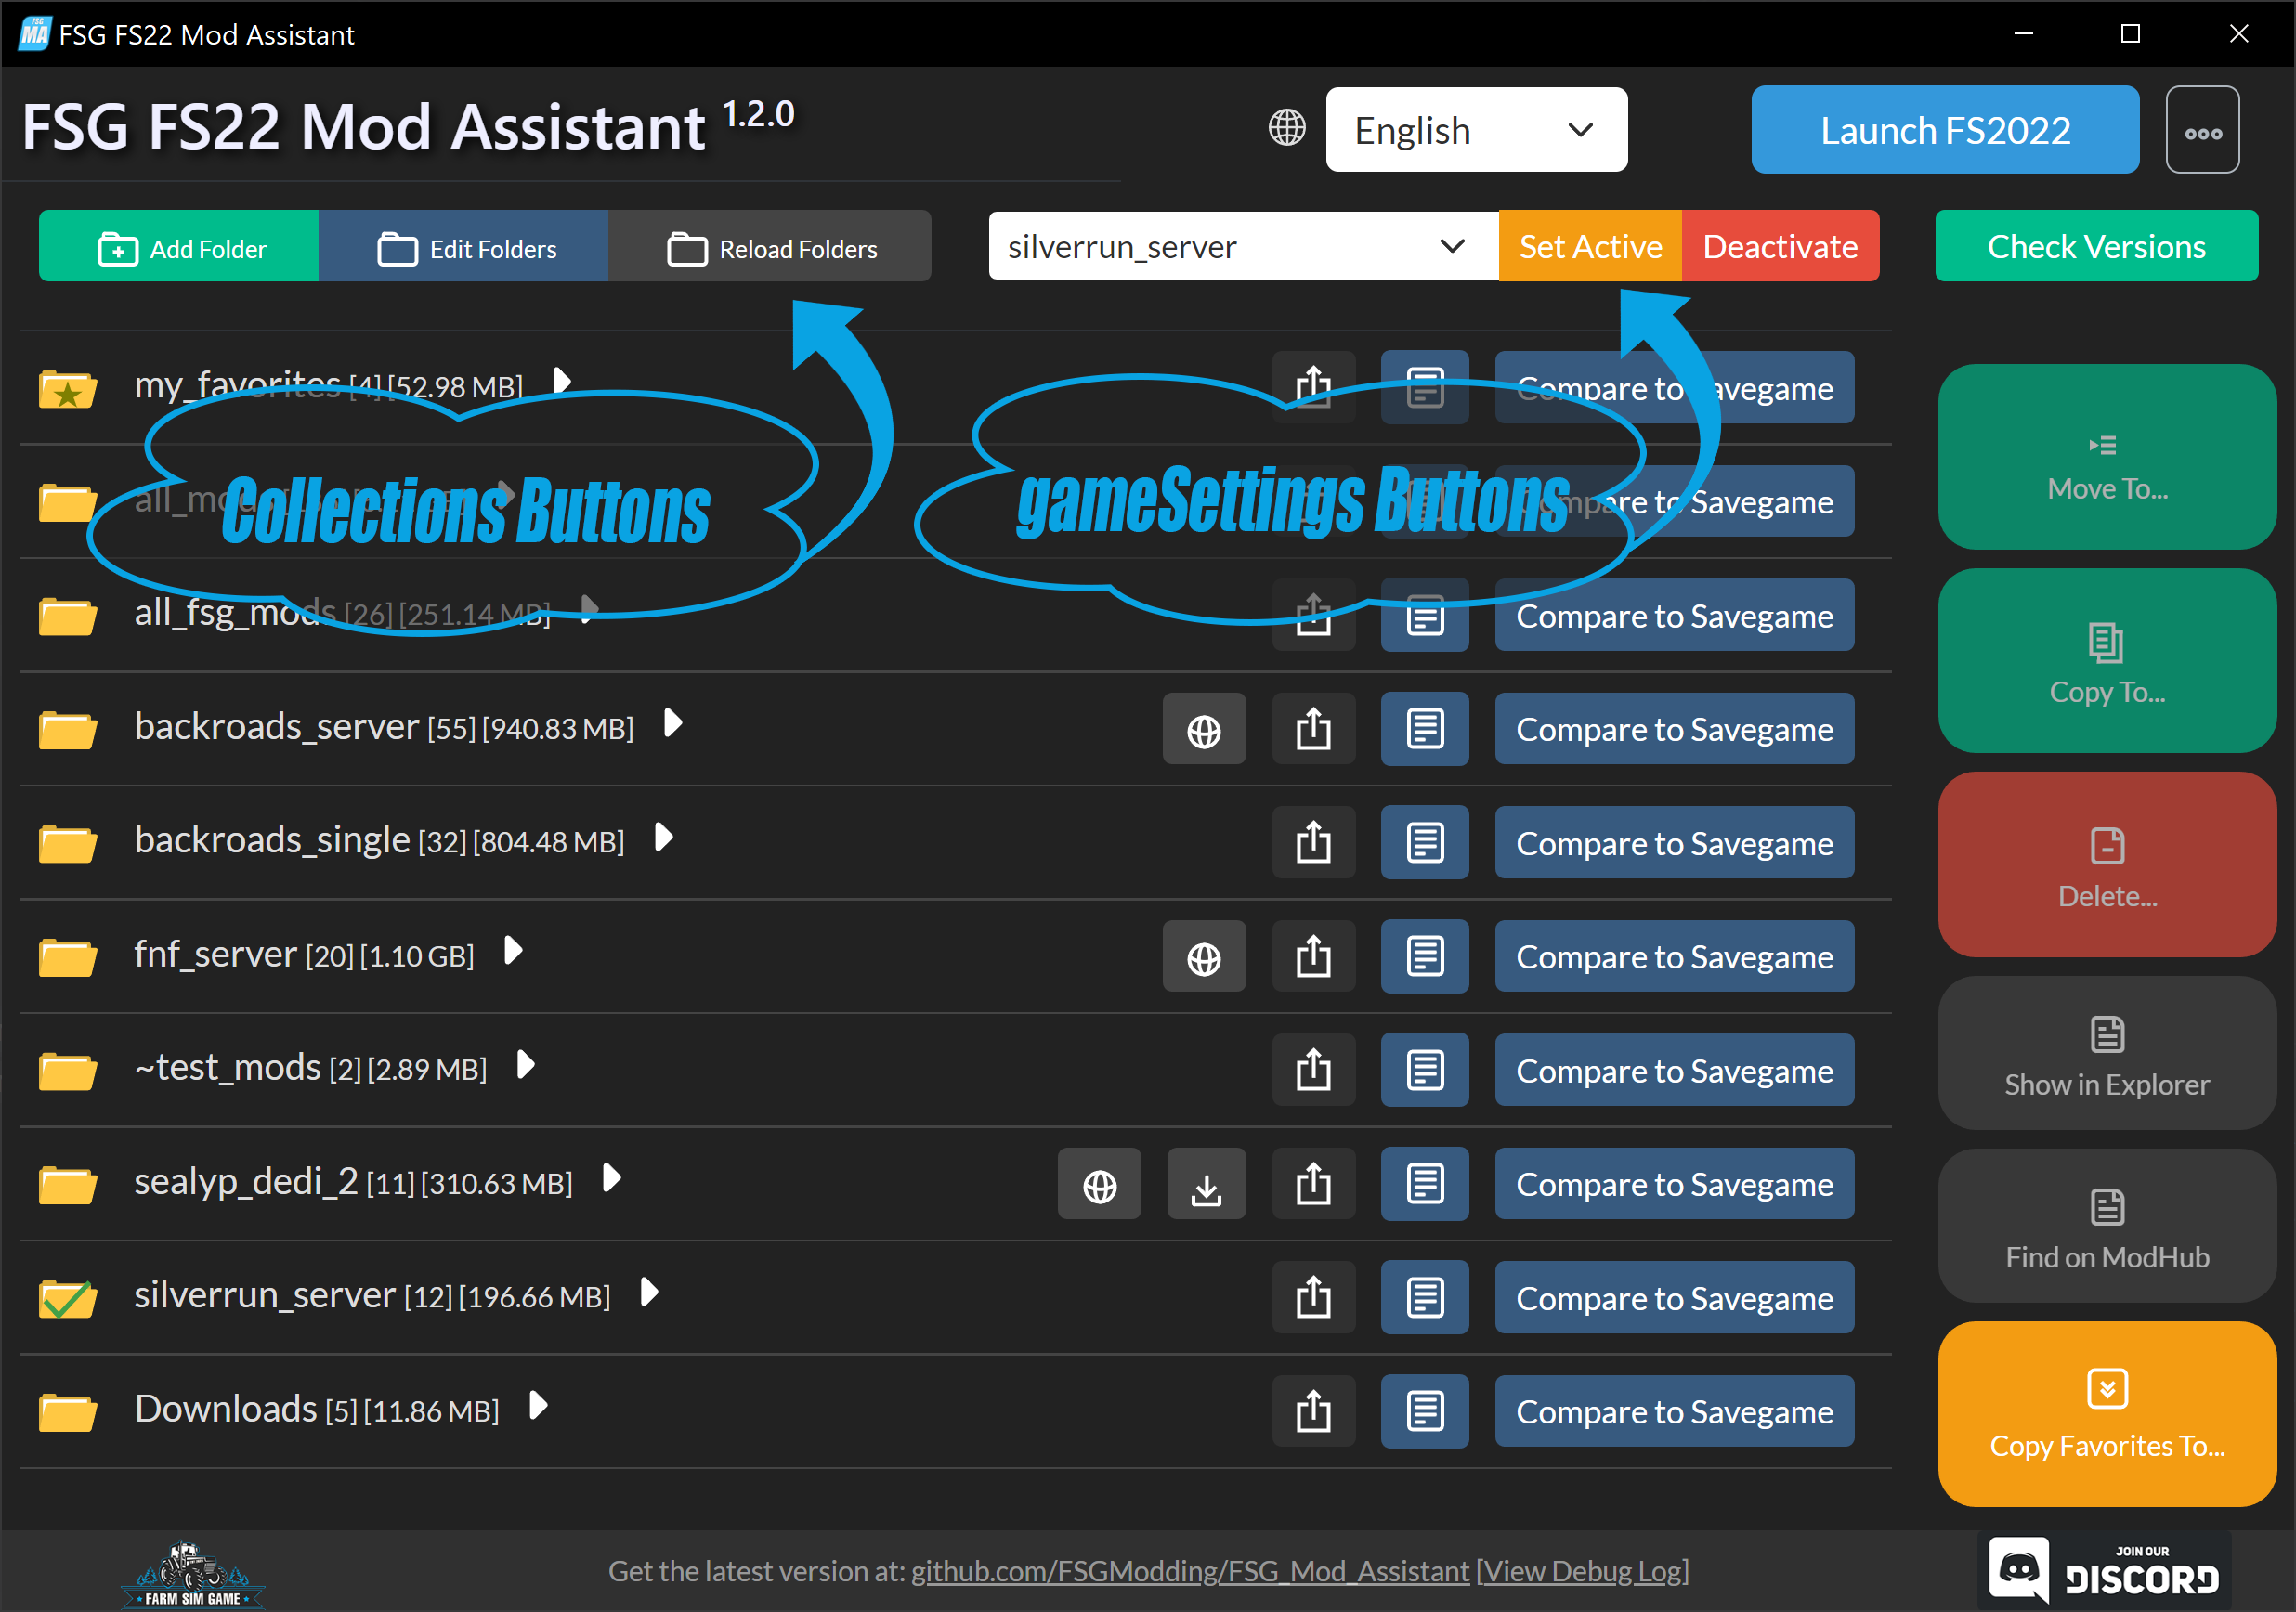 FSG FS22 Mod Assistant
FSG FS22 Mod Assistant 1.2.0
English
Launch FS2022
Add Folder
Edit Folders
Reload Folders
silverrun_server
Set Active
Deactivate
Check Versions
my_favorites [4] [52.98 MB]
Compare to Savegame
all_mods
Compare to Savegame
Collections Buttons
gameSettings Buttons
all_fsg_mods [26] [251.14 MB]
Compare to Savegame
backroads_server [55] [940.83 MB]
Compare to Savegame
backroads_single [32] [804.48 MB]
Compare to Savegame
fnf_server [20] [1.10 GB]
Compare to Savegame
~test_mods [2] [2.89 MB]
Compare to Savegame
sealyp_dedi_2 [11] [310.63 MB]
Compare to Savegame
silverrun_server [12] [196.66 MB]
Compare to Savegame
Downloads [5] [11.86 MB]
Compare to Savegame
Move To...
Copy To...
Delete...
Show in Explorer
Find on ModHub
Copy Favorites To...
FARM SIM GAME
Get the latest version at: github.com/FSGModding/FSG_Mod_Assistant [View Debug Log]
JOIN OUR
DISCORD